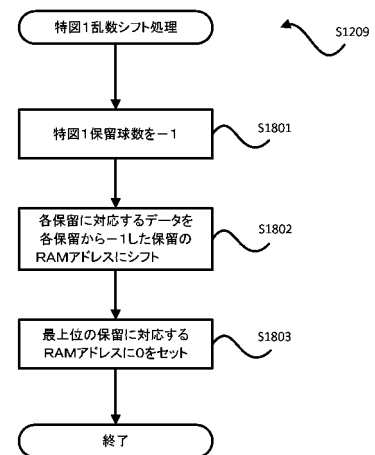 特図1乱数シフト処理
S1209
特図1保留球数を－1
S1801
各保留に対応するデータを
各保留から－1した保留の
RAMアドレスにシフト
S1802
最上位の保留に対応する
RAMアドレスに0をセット
S1803
終了